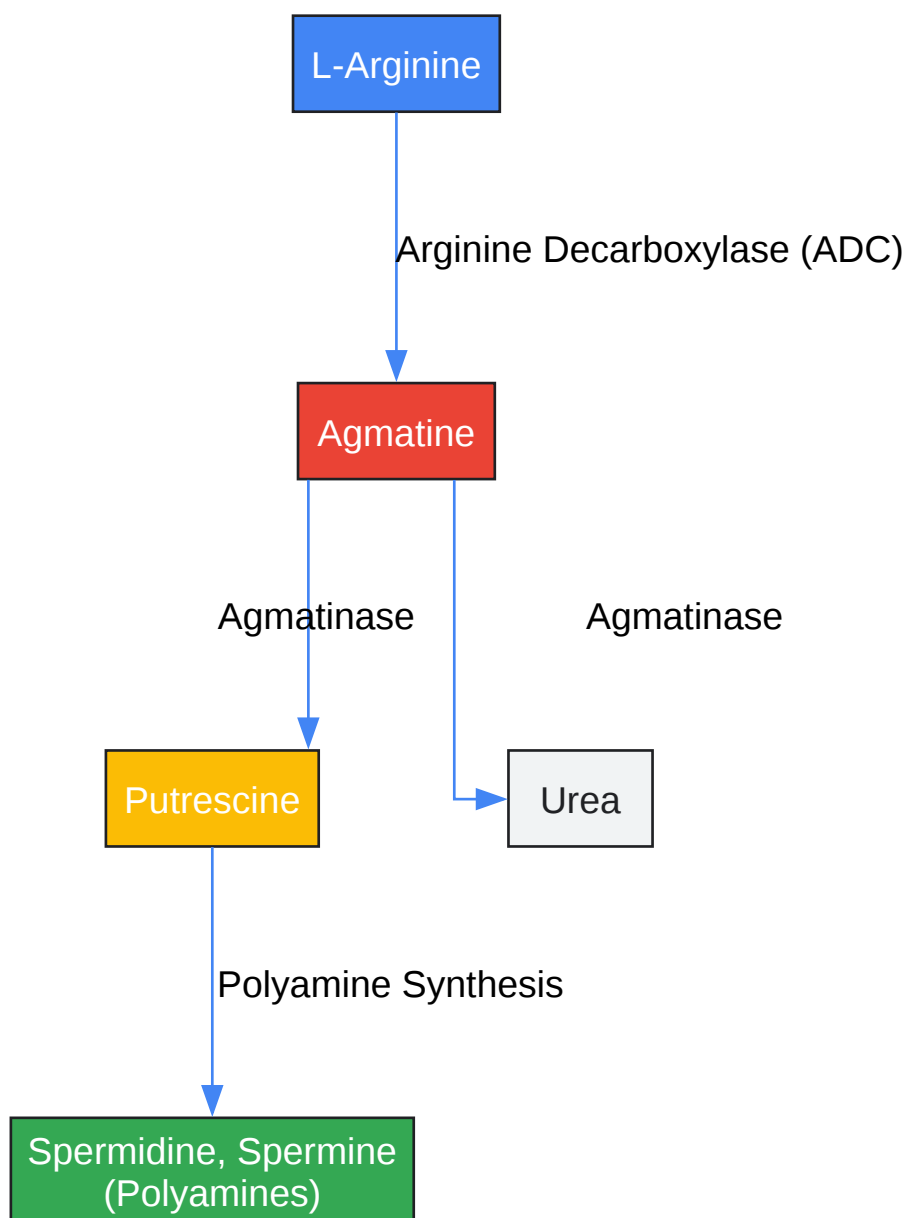 L-Arginine
Arginine Decarboxylase (ADC)
Agmatine
Agmatinase
Agmatinase
Putrescine
Urea
Polyamine Synthesis
Spermidine, Spermine
(Polyamines)